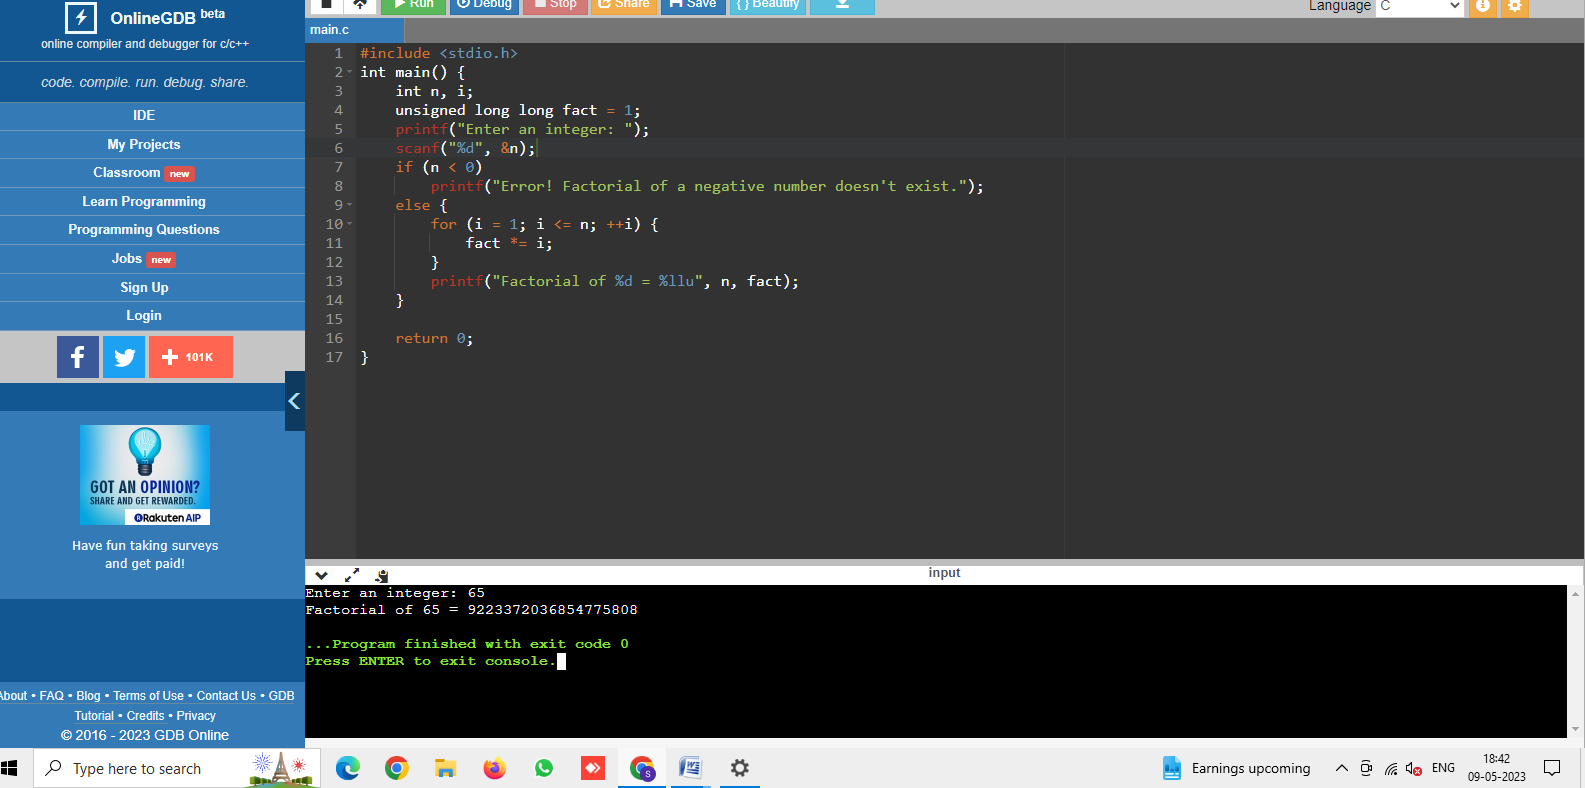 OnlineGDB beta
online compiler and debugger for c/c++
code. compile. run. debug. share.
IDE
My Projects
Classroom new
Learn Programming
Programming Questions
Jobs new
Sign Up
Login
f
+ 101K
GOT AN OPINION?
SHARE AND GET REWARDED.
Rakuten AIP
Have fun taking surveys
and get paid!
About • FAQ • Blog • Terms of Use • Contact Us • GDB
Tutorial • Credits • Privacy
© 2016 - 2023 GDB Online
Run Debug Stop Share Save { } Beautify
Language C
main.c
1 #include <stdio.h>
2 int main() {
3     int n, i;
4     unsigned long long fact = 1;
5     printf("Enter an integer: ");
6     scanf("%d", &n);
7     if (n < 0)
8         printf("Error! Factorial of a negative number doesn't exist.");
9     else {
10         for (i = 1; i <= n; ++i) {
11             fact *= i;
12         }
13         printf("Factorial of %d = %llu", n, fact);
14     }
15
16     return 0;
17 }
input
Enter an integer: 65
Factorial of 65 = 9223372036854775808
...Program finished with exit code 0
Press ENTER to exit console.
Type here to search
S
W
Earnings upcoming
ENG
18:42
09-05-2023